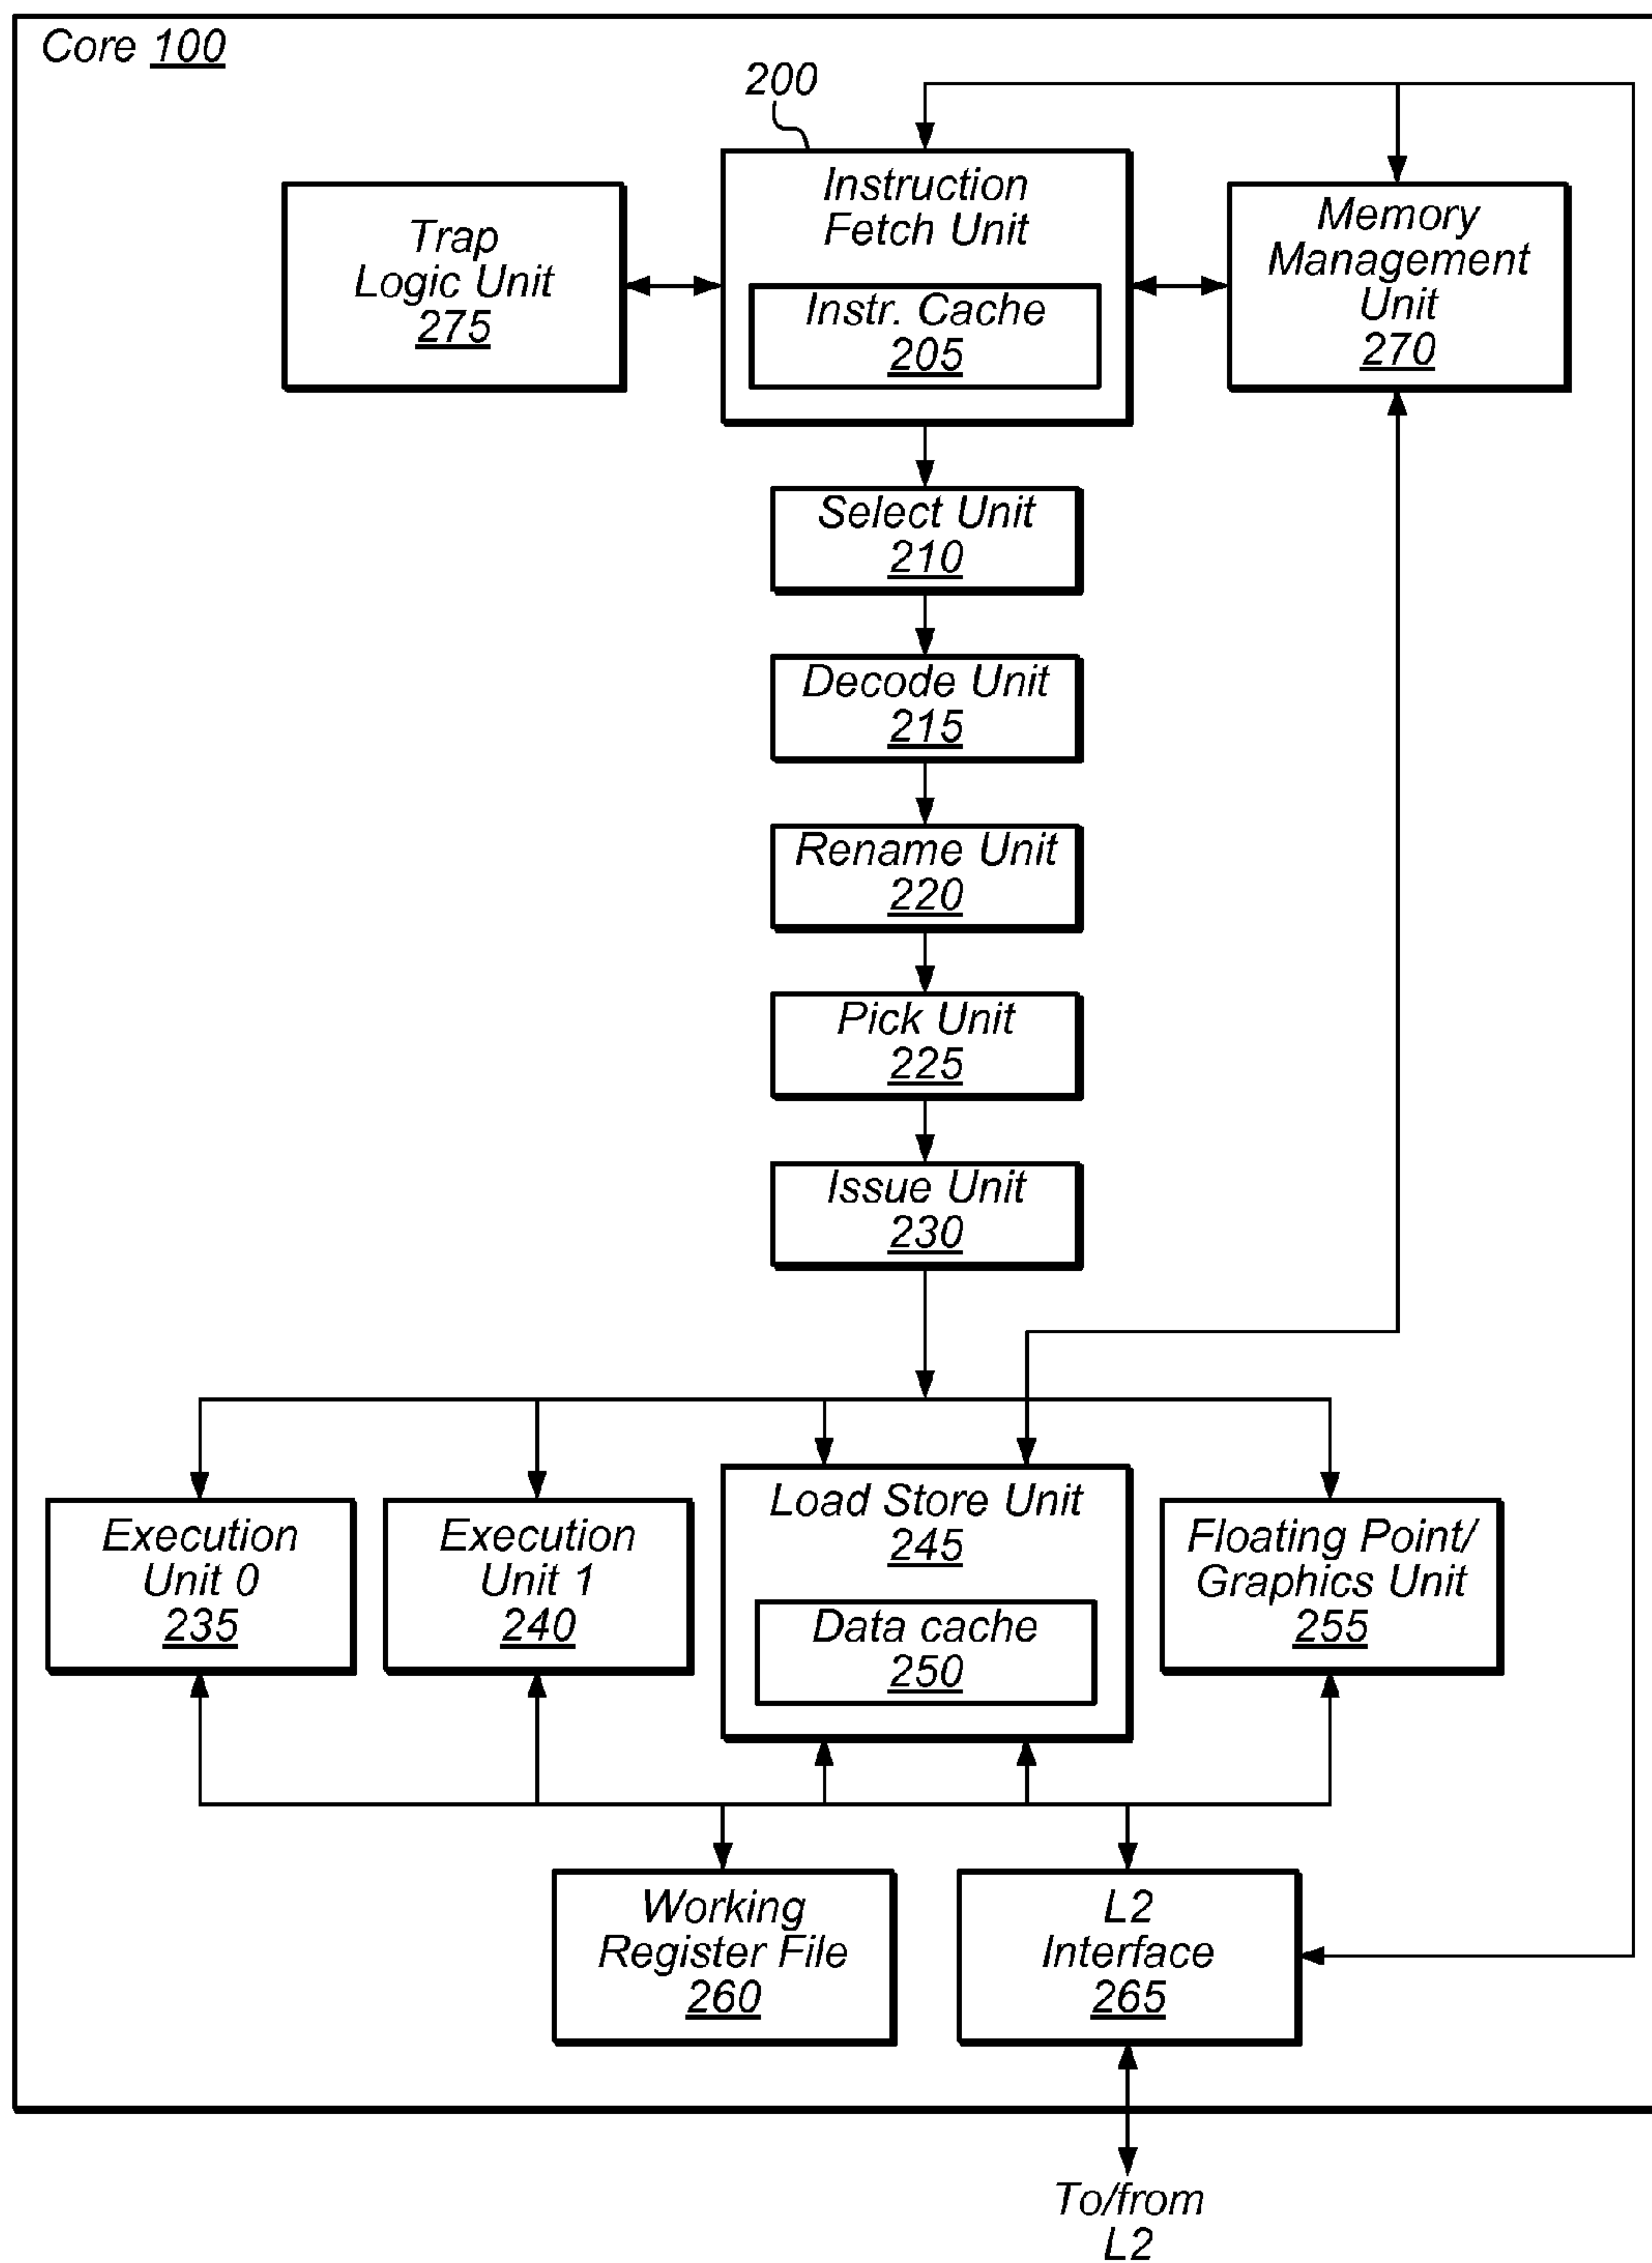 Core 100
200
Instruction
Fetch Unit
Instr. Cache
205
Trap
Logic Unit
275
Memory
Management
Unit
270
Select Unit
210
Decode Unit
215
Rename Unit
220
Pick Unit
225
Issue Unit
230
Execution
Unit 0
235
Execution
Unit 1
240
Load Store Unit
245
Data cache
250
Floating Point/
Graphics Unit
255
Working
Register File
260
L2
Interface
265
To/from
L2